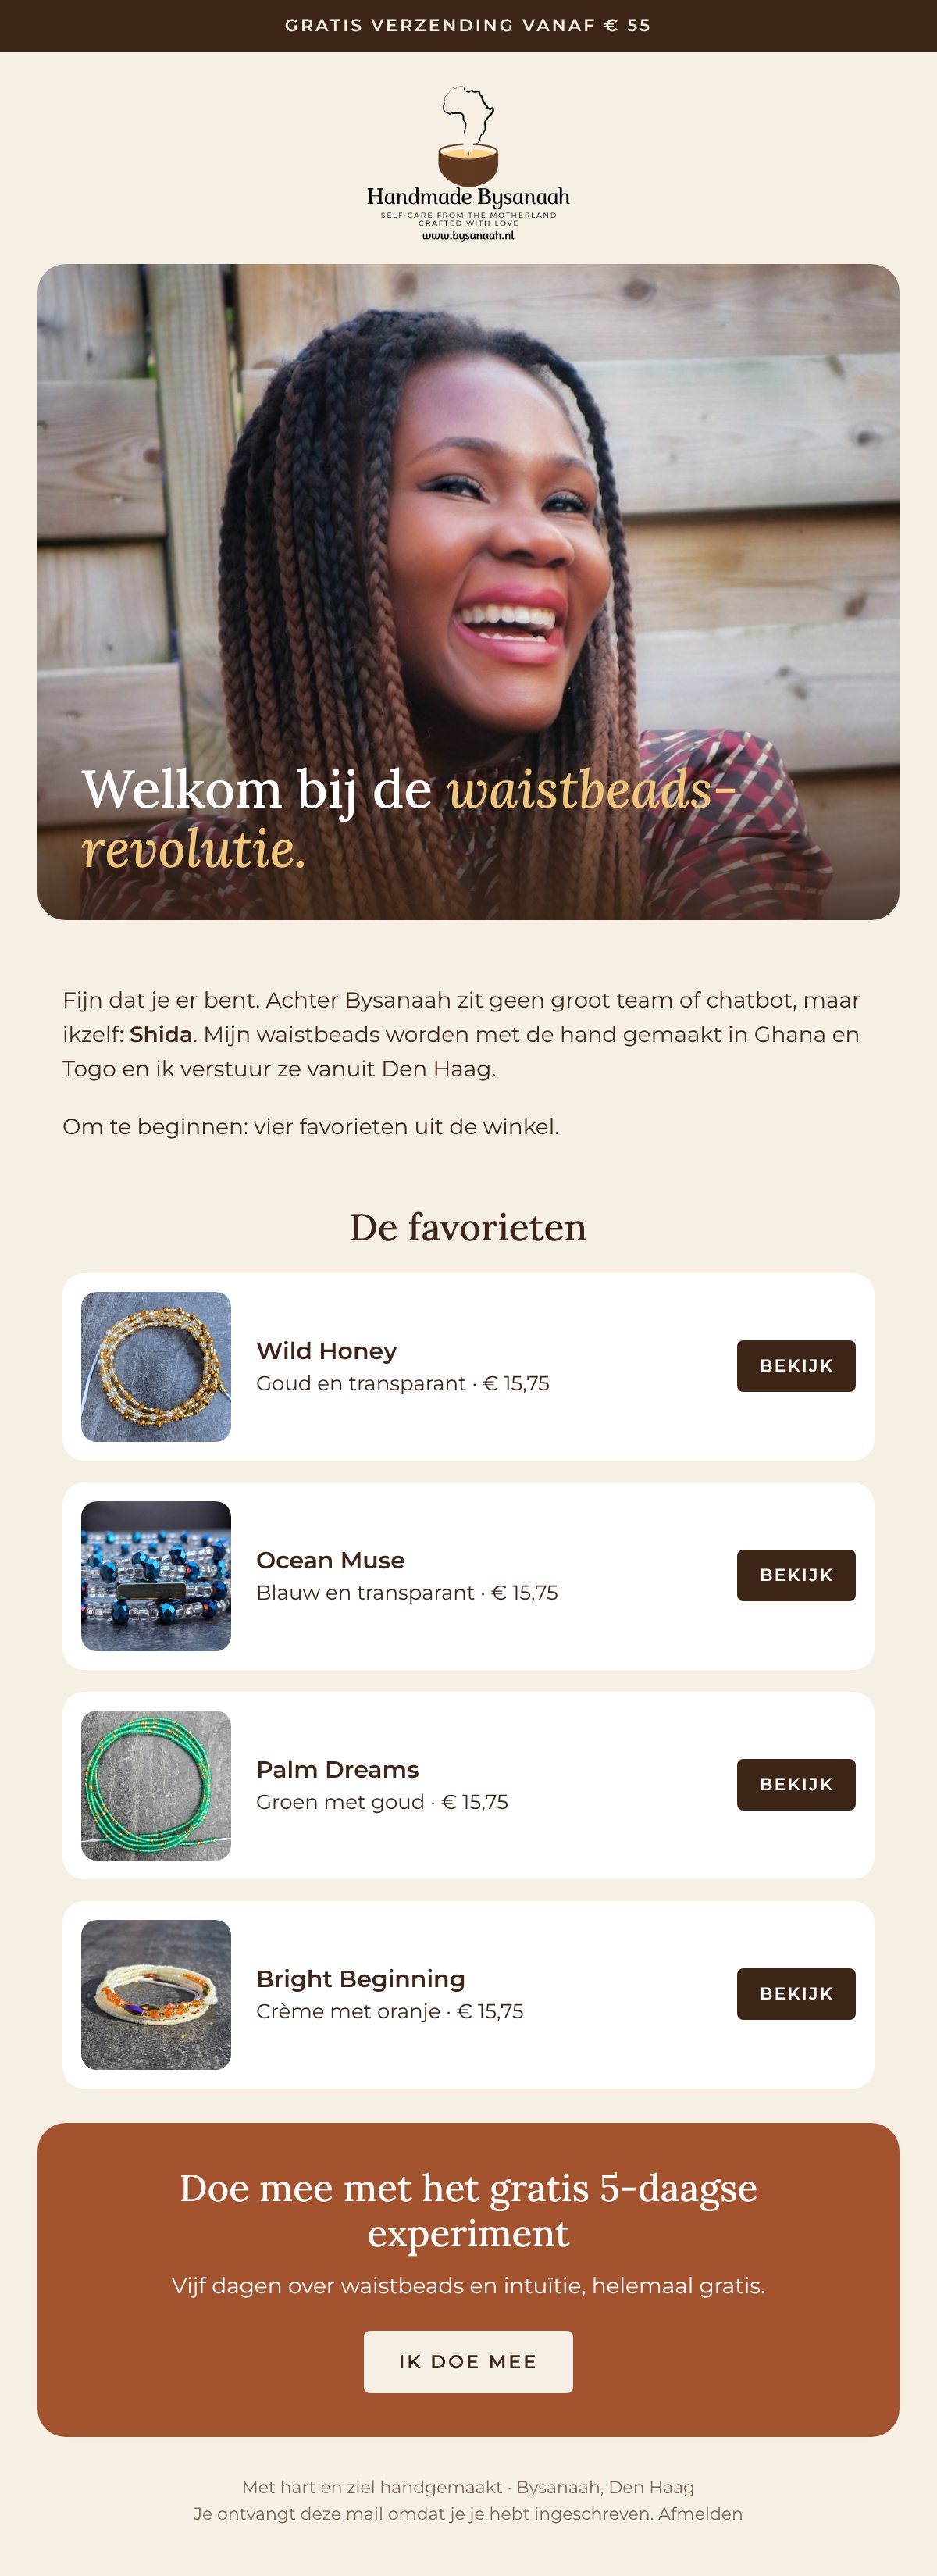 GRATIS VERZENDING VANAF € 55
Handmade Bysanaah
SELF-CARE FROM THE MOTHERLAND
CRAFTED WITH LOVE
www.bysanaah.nl
Welkom bij de waistbeads-
revolutie.
Fijn dat je er bent. Achter Bysanaah zit geen groot team of chatbot, maar
ikzelf: Shida. Mijn waistbeads worden met de hand gemaakt in Ghana en
Togo en ik verstuur ze vanuit Den Haag.
Om te beginnen: vier favorieten uit de winkel.
De favorieten
Wild Honey
Goud en transparant · € 15,75
BEKIJK
Ocean Muse
Blauw en transparant · € 15,75
BEKIJK
Palm Dreams
Groen met goud · € 15,75
BEKIJK
Bright Beginning
Crème met oranje · € 15,75
BEKIJK
Doe mee met het gratis 5-daagse
experiment
Vijf dagen over waistbeads en intuïtie, helemaal gratis.
IK DOE MEE
Met hart en ziel handgemaakt · Bysanaah, Den Haag
Je ontvangt deze mail omdat je je hebt ingeschreven. Afmelden